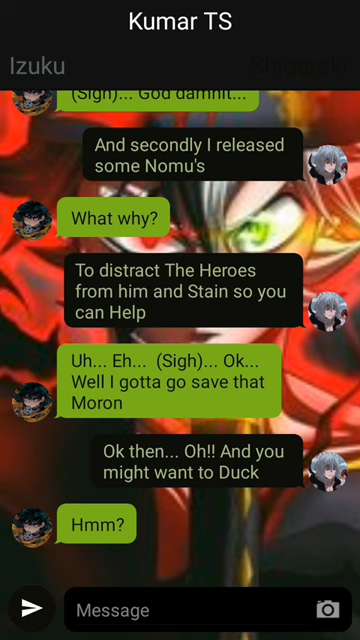 Kumar TS
Izuku
Shigaraki
(Sigh)... God damnit...
And secondly I released
some Nomu's
What why?
To distract The Heroes
from him and Stain so you
can Help
Uh... Eh...  (Sigh)... Ok...
Well I gotta go save that
Moron
Ok then... Oh!! And you
might want to Duck
Hmm?
Message